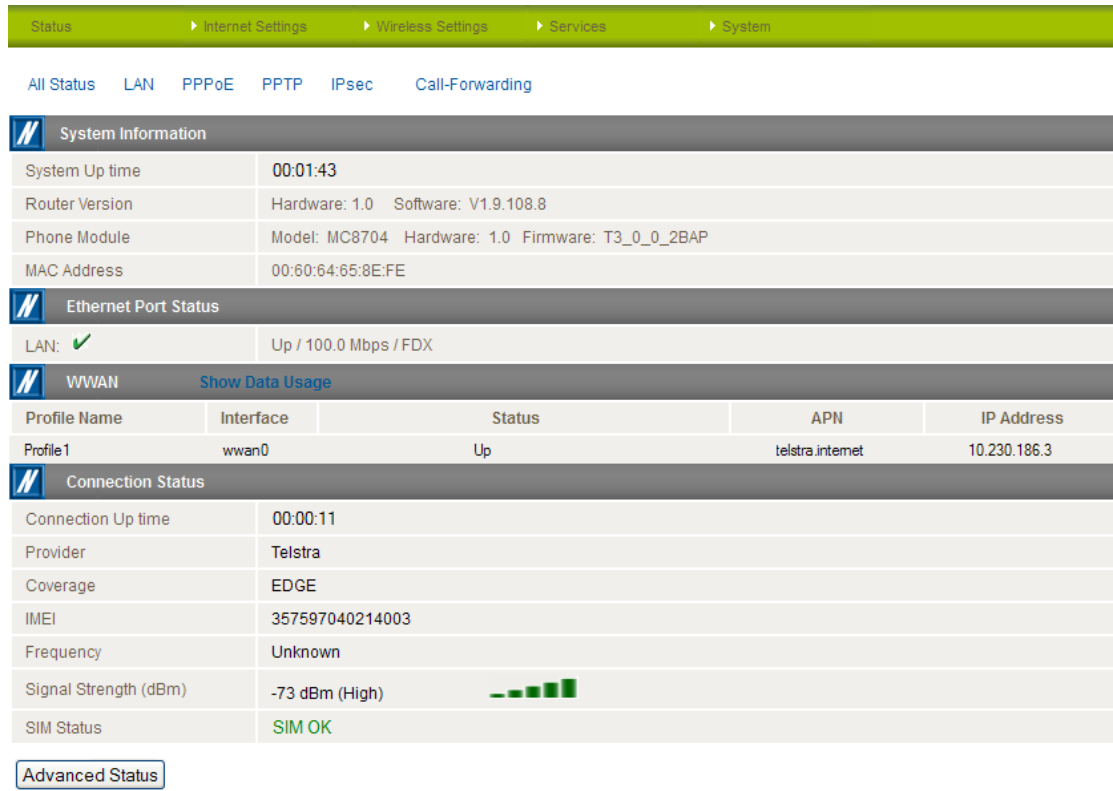 Status Internet Settings Wireless Settings Services System
All Status LAN PPPoE PPTP IPsec Call-Forwarding
System Information
System Up time 00:01:43
Router Version Hardware: 1.0 Software: V1.9.108.8
Phone Module Model: MC8704 Hardware: 1.0 Firmware: T3_0_0_2BAP
MAC Address 00:60:64:65:8E:FE
Ethernet Port Status
LAN: Up / 100.0 Mbps / FDX
WWAN Show Data Usage
Profile Name Interface Status APN IP Address
Profile1 wwan0 Up telstra.internet 10.230.186.3
Connection Status
Connection Up time 00:00:11
Provider Telstra
Coverage EDGE
IMEI 357597040214003
Frequency Unknown
Signal Strength (dBm) -73 dBm (High)
SIM Status SIM OK
Advanced Status